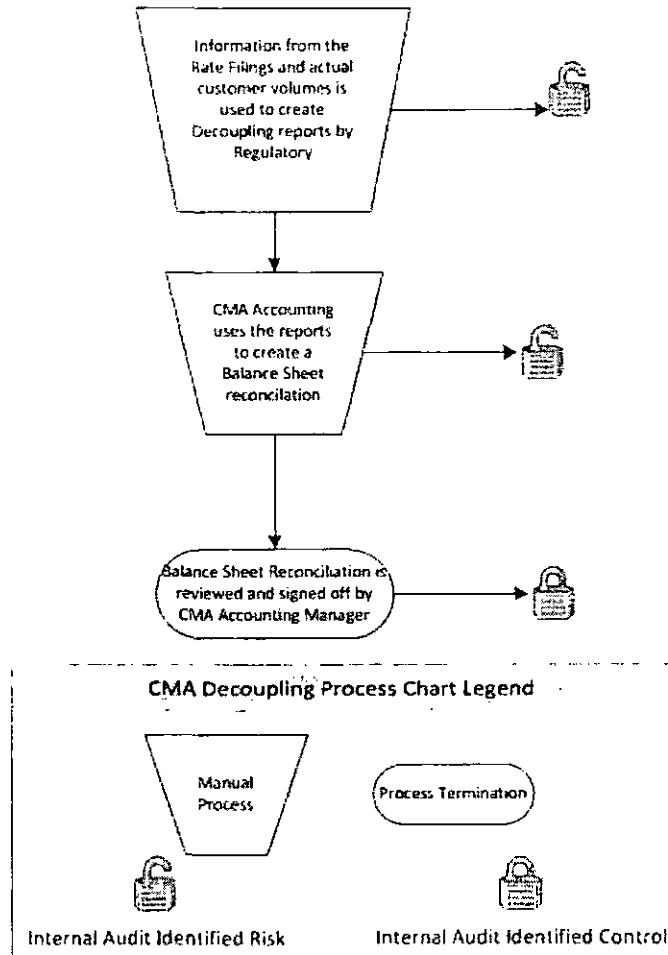 Information from the
Rate Filings and actual
customer volumes is
used to create
Decoupling reports by
Regulatory
CMA Accounting
uses the reports
to create a
Balance Sheet
reconcilation
Balance Sheet Reconciliation is
reviewed and signed off by
CMA Accounting Manager
CMA Decoupling Process Chart Legend
Manual
Process
Process Termination
Internal Audit Identified Risk
Internal Audit Identified Control